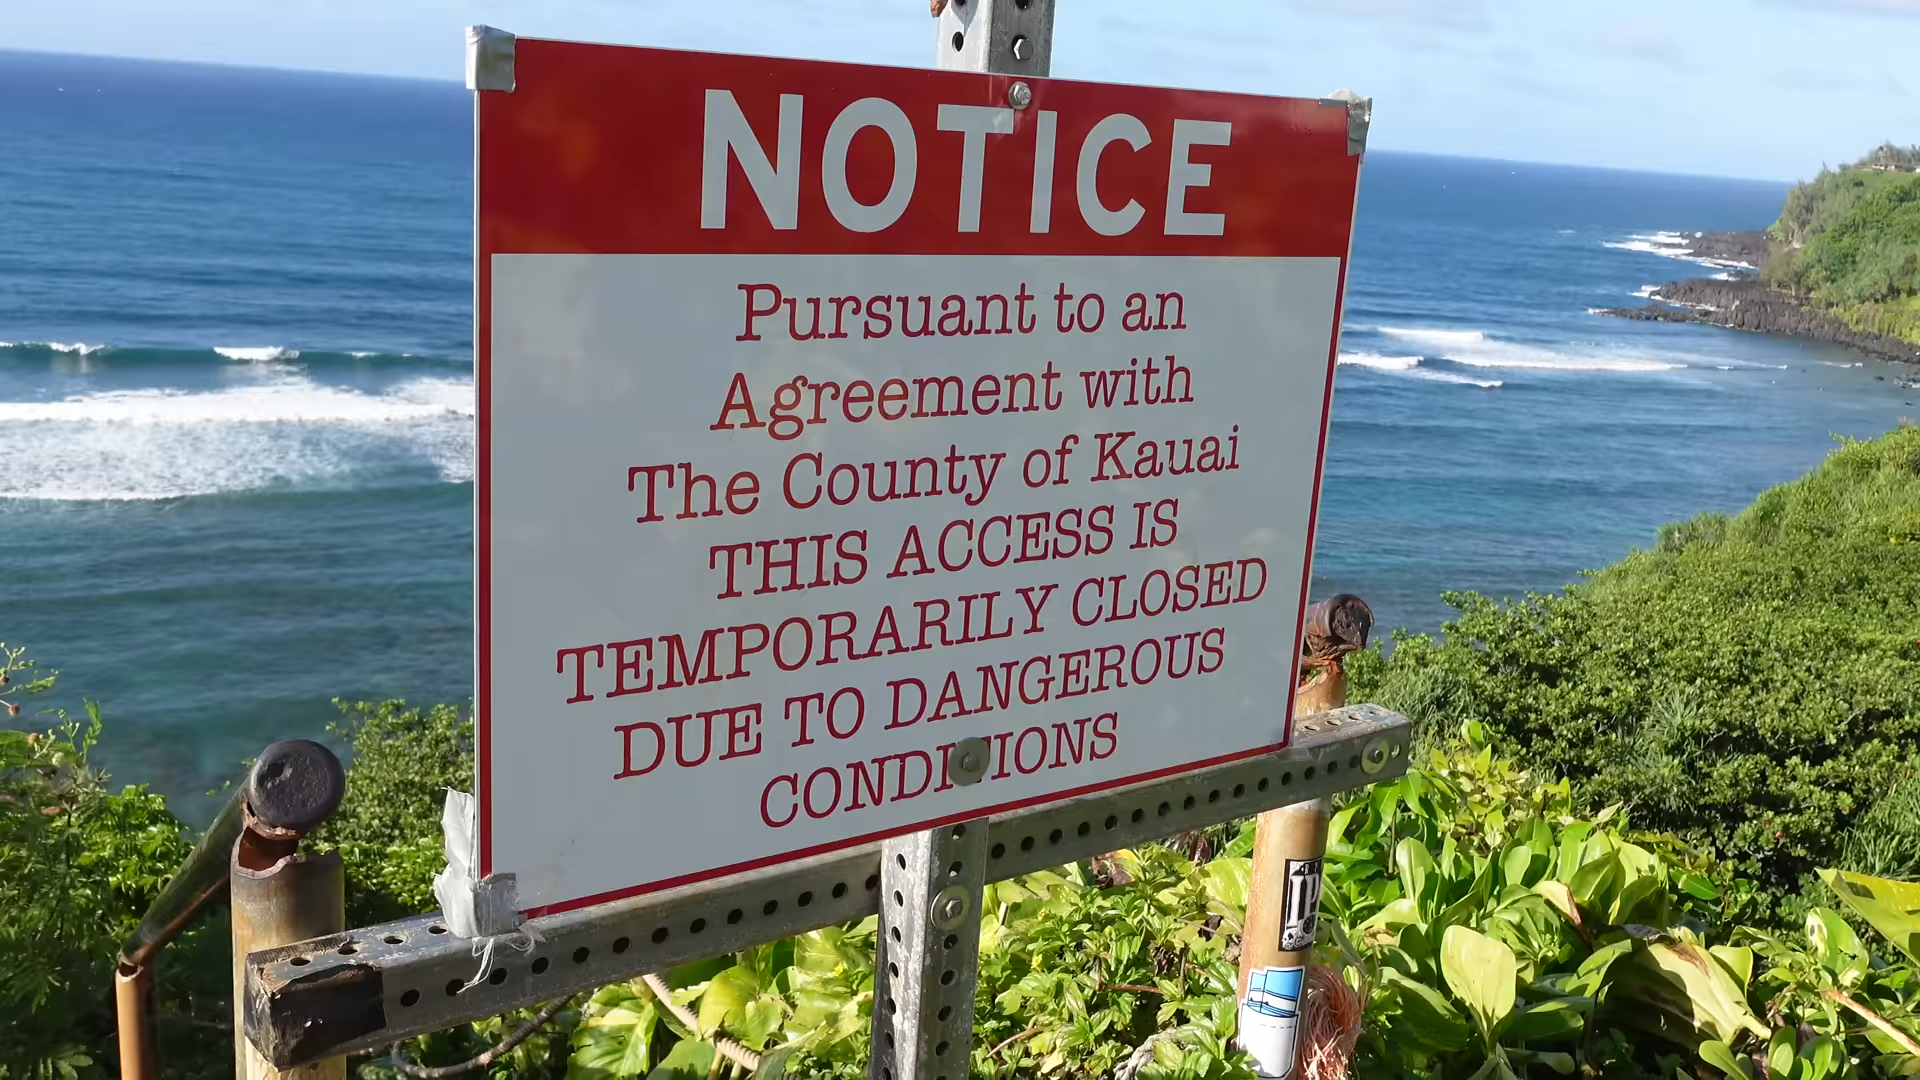 NOTICE
Pursuant to an
Agreement with
The County of Kauai
THIS ACCESS IS
TEMPORARILY CLOSED
DUE TO DANGEROUS
CONDITIONS